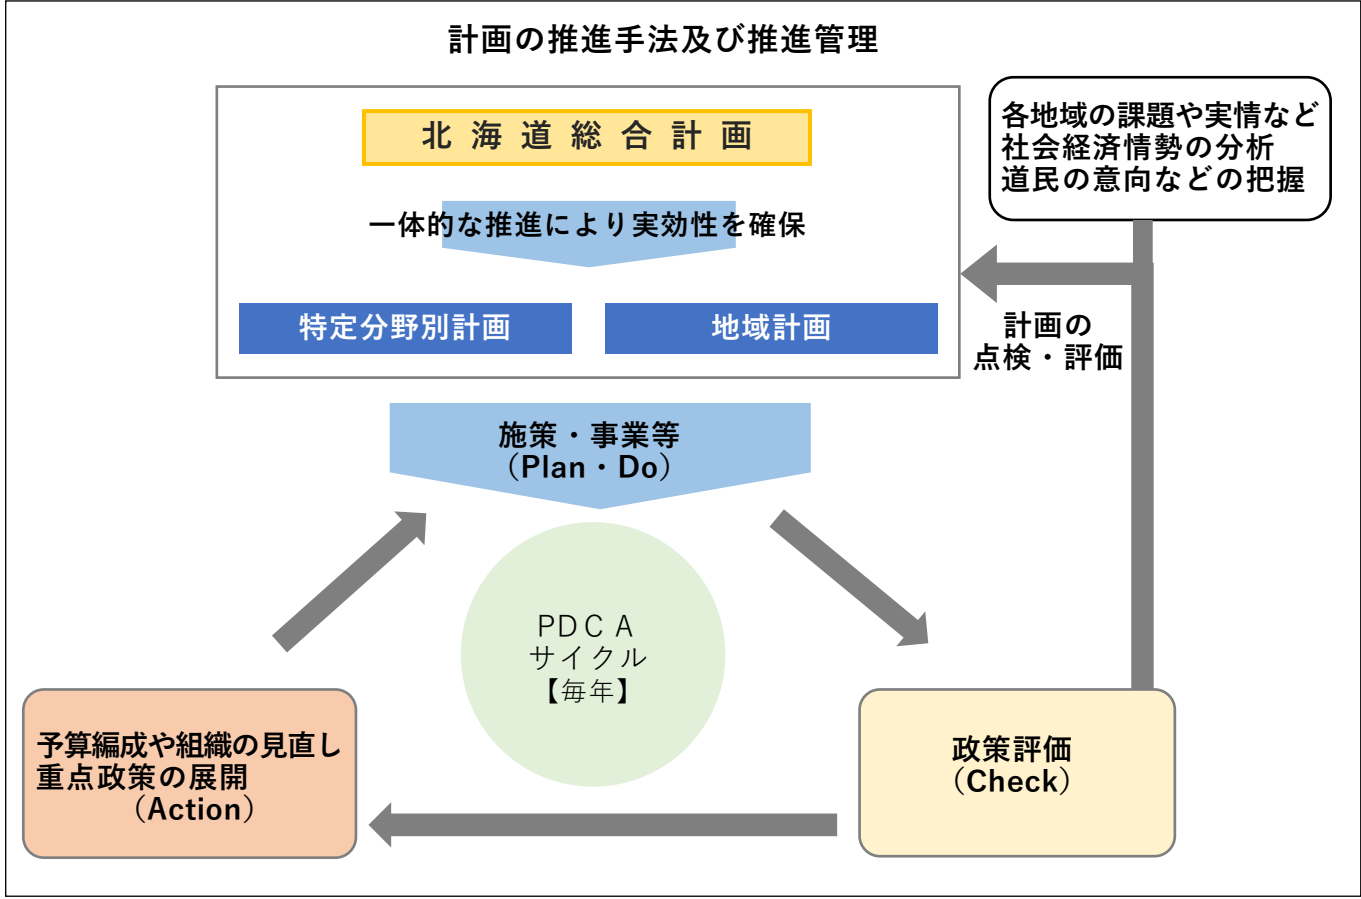 計画の推進手法及び推進管理
北海道総合計画
一体的な推進により実効性を確保
特定分野別計画
地域計画
各地域の課題や実情など
社会経済情勢の分析
道民の意向などの把握
計画の
点検・評価
施策・事業等
（Plan・Do）
PDCA
サイクル
【毎年】
政策評価
（Check）
予算編成や組織の見直し
重点政策の展開
（Action）